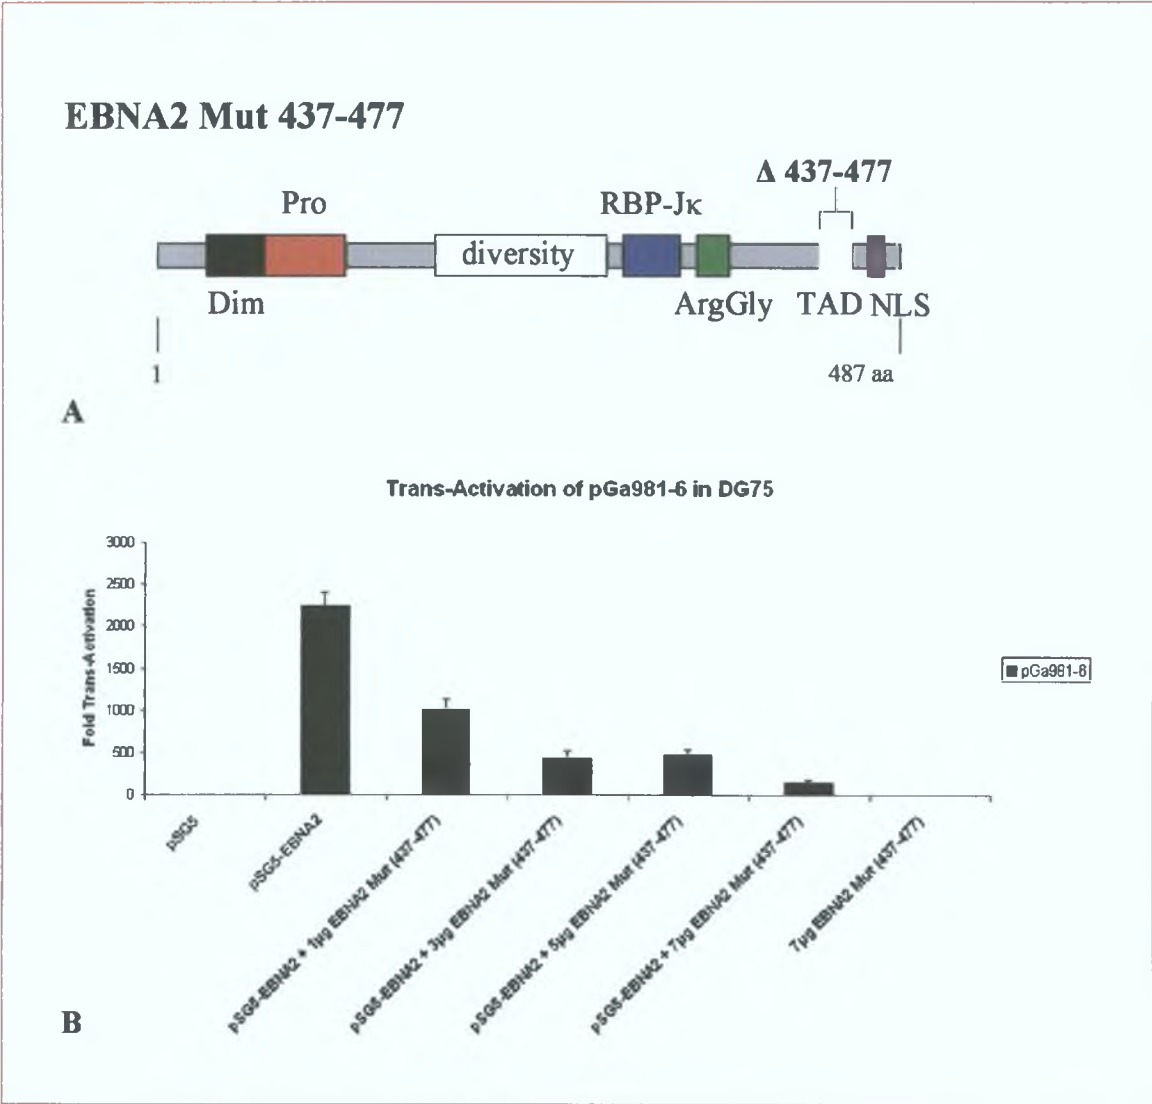 EBNA2 Mut 437-477
Δ 437-477
Pro
RBP-Jκ
diversity
Dim
ArgGly
TAD
NLS
1
487 aa
A
Trans-Activation of pGa981-6 in DG75
Fold Trans-Activation
3000
2500
2000
1500
1000
500
0
pSG5
pSG5-EBNA2
pSG5-EBNA2 + 1µg EBNA2 Mut (437-477)
pSG5-EBNA2 + 3µg EBNA2 Mut (437-477)
pSG5-EBNA2 + 5µg EBNA2 Mut (437-477)
pSG5-EBNA2 + 7µg EBNA2 Mut (437-477)
7µg EBNA2 Mut (437-477)
pGa981-6
B